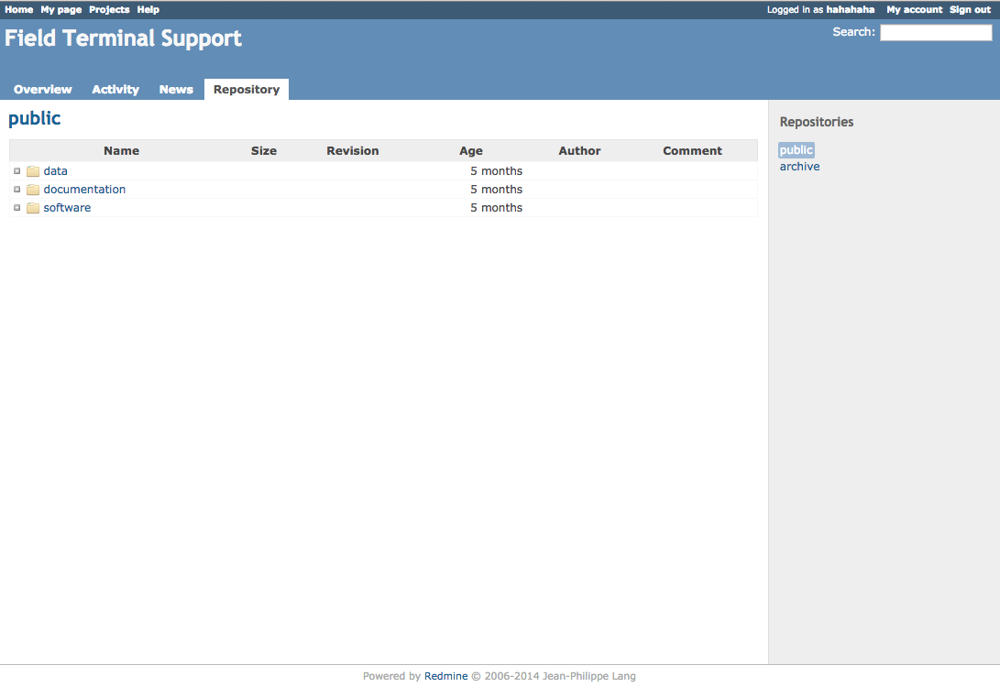 Home My page Projects Help Logged in as hahahaha My account Sign out
Field Terminal Support Search:
Overview Activity News Repository
public
Name Size Revision Age Author Comment
data 5 months
documentation 5 months
software 5 months
Repositories
public
archive
Powered by Redmine © 2006-2014 Jean-Philippe Lang